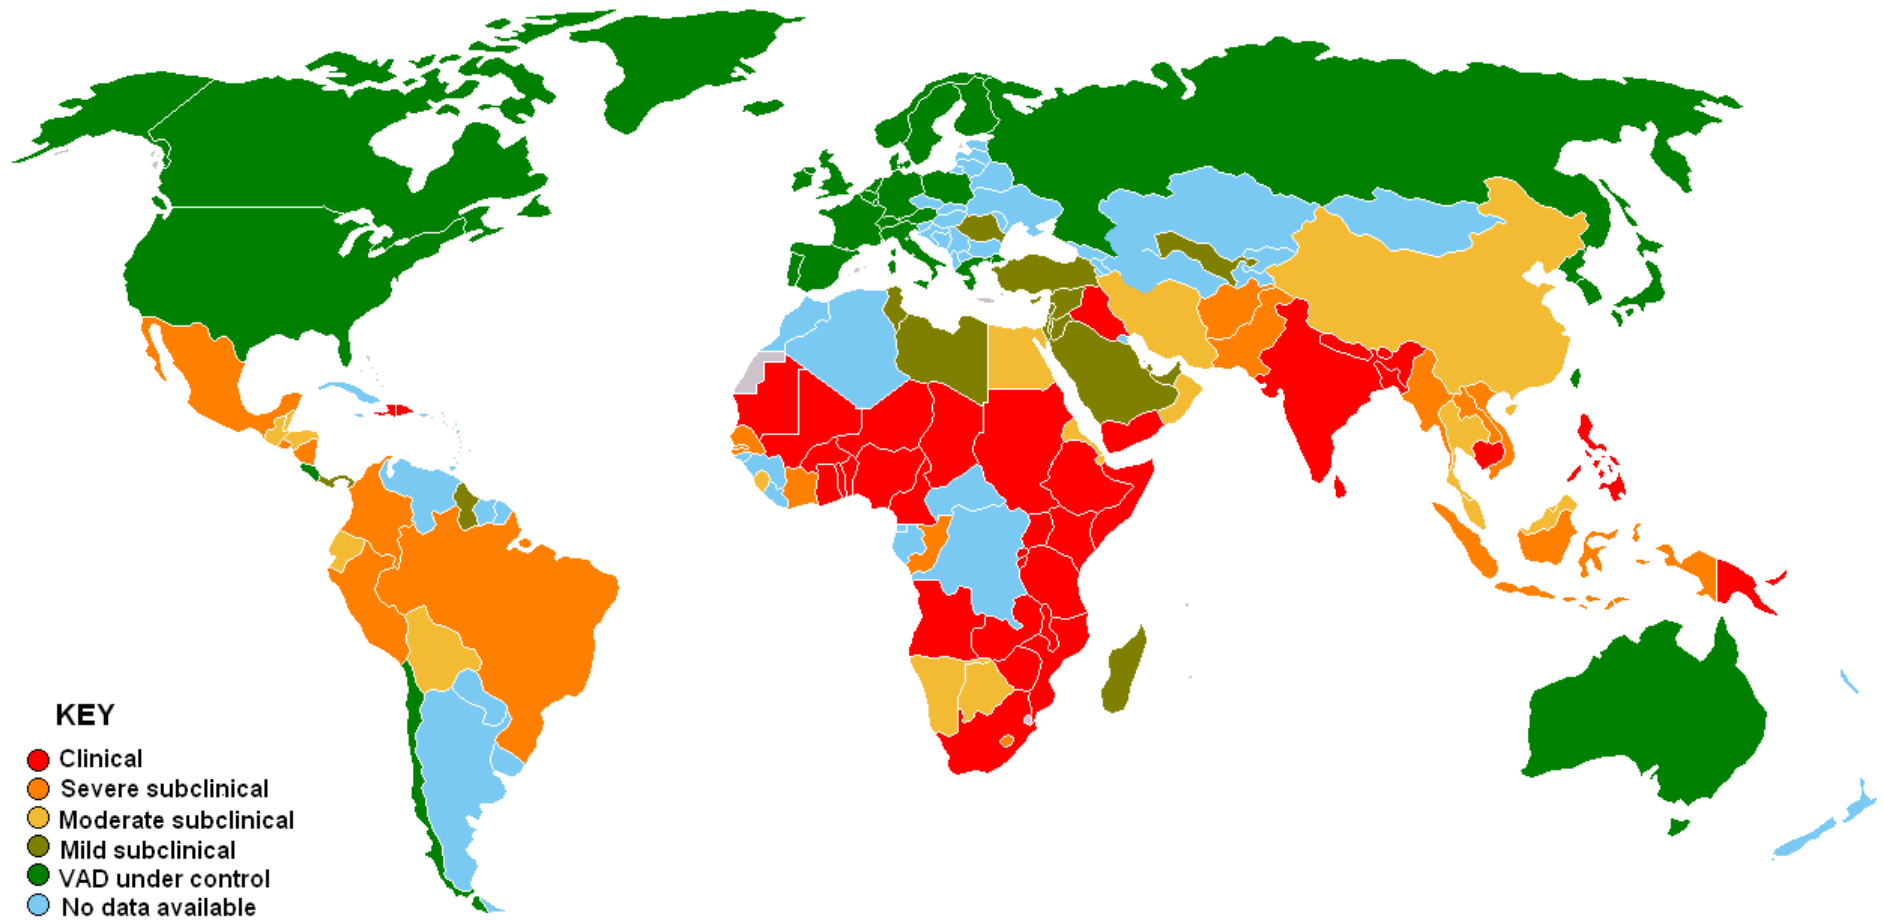 KEY
Clinical
Severe subclinical
Moderate subclinical
Mild subclinical
VAD under control
No data available